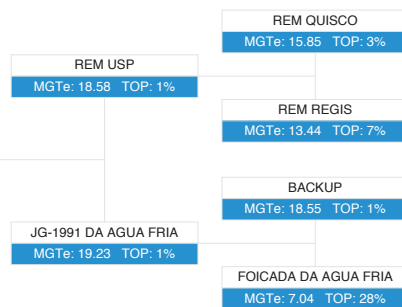 REM QUISCO
MGTe: 15.85 TOP: 3%
REM USP
MGTe: 18.58 TOP: 1%
REM REGIS
MGTe: 13.44 TOP: 7%
BACKUP
MGTe: 18.55 TOP: 1%
JG-1991 DA AGUA FRIA
MGTe: 19.23 TOP: 1%
FOICADA DA AGUA FRIA
MGTe: 7.04 TOP: 28%